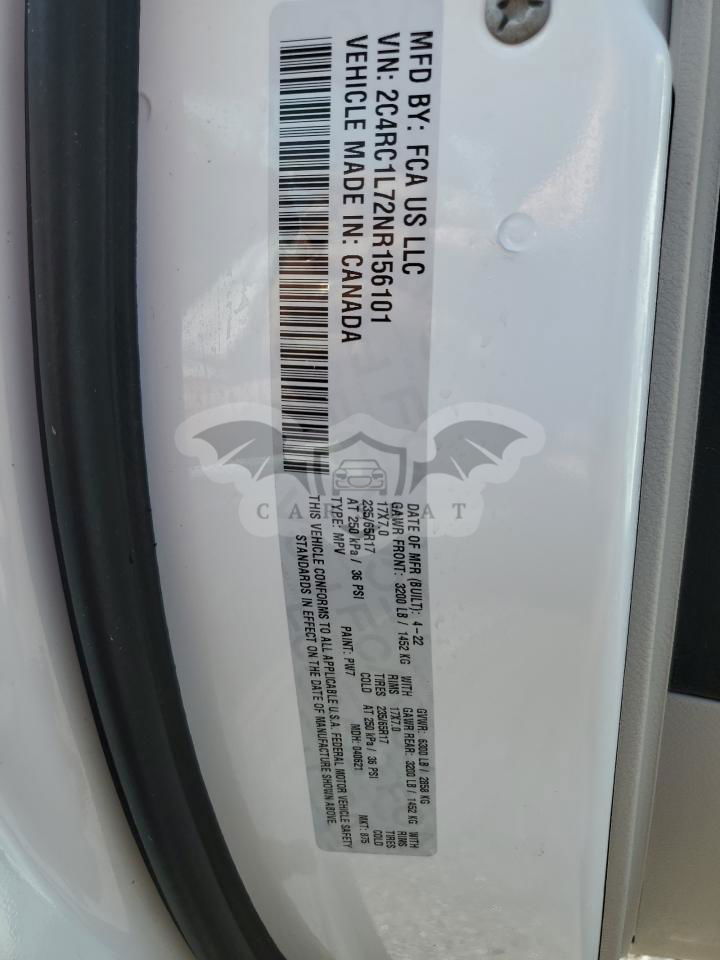 MFD BY: FCA US LLC
VIN: 2C4RC1L72NR156101
VEHICLE MADE IN: CANADA
DATE OF MFR (BUILT): 4-22 GVWR: 6300 LB / 2858 KG
GAWR FRONT: 3200 LB / 1452 KG WITH GAWR REAR: 3200 LB / 1452 KG WITH
17X7.0 RIMS 17X7.0 RIMS
235/65R17 TIRES 235/65R17 TIRES
AT 250 kPa / 36 PSI COLD AT 250 kPa / 36 PSI COLD
TYPE: MPV PAINT: PW7 MDH: 040621 MKT: 875
THIS VEHICLE CONFORMS TO ALL APPLICABLE U.S.A. FEDERAL MOTOR VEHICLE SAFETY
STANDARDS IN EFFECT ON THE DATE OF MANUFACTURE SHOWN ABOVE.